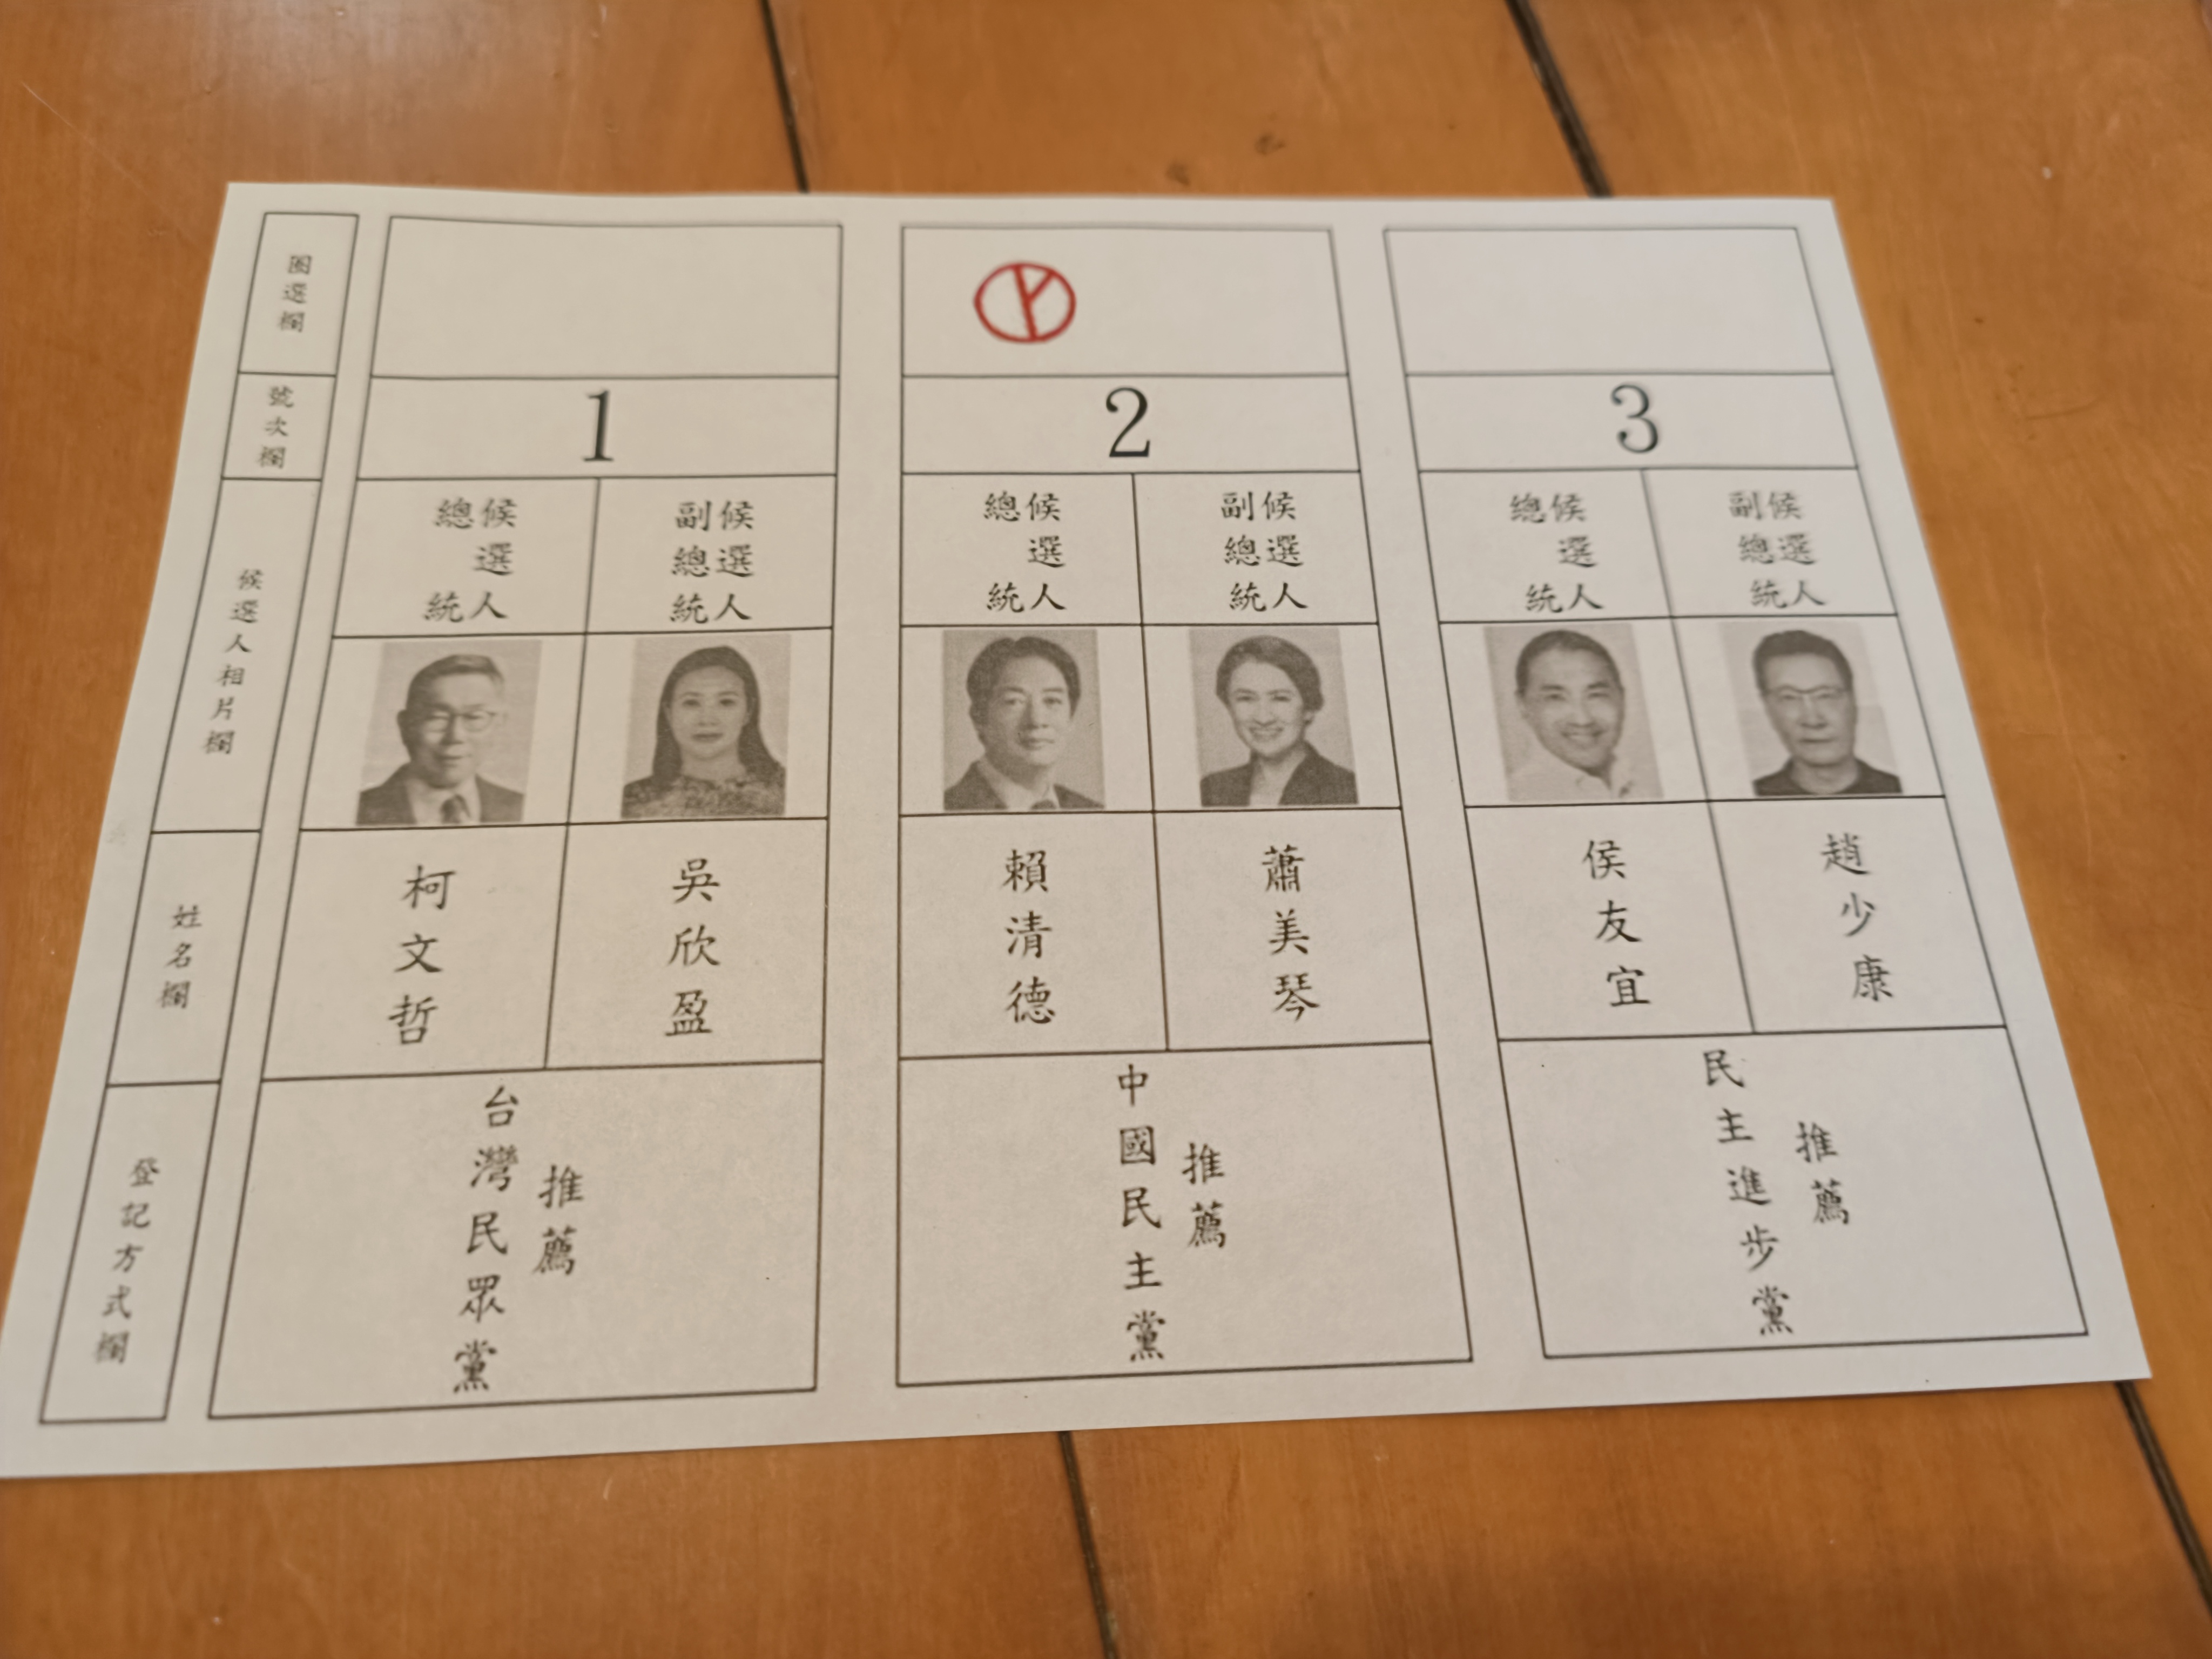 圈選欄
號次欄
候選人相片欄
姓名欄
登記方式欄
1
總統
候選人
副總統
候選人
柯文哲
吳欣盈
台灣民眾黨
推薦
2
總統
候選人
副總統
候選人
賴清德
蕭美琴
中國民主黨
推薦
3
總統
候選人
副總統
候選人
侯友宜
趙少康
民主進步黨
推薦